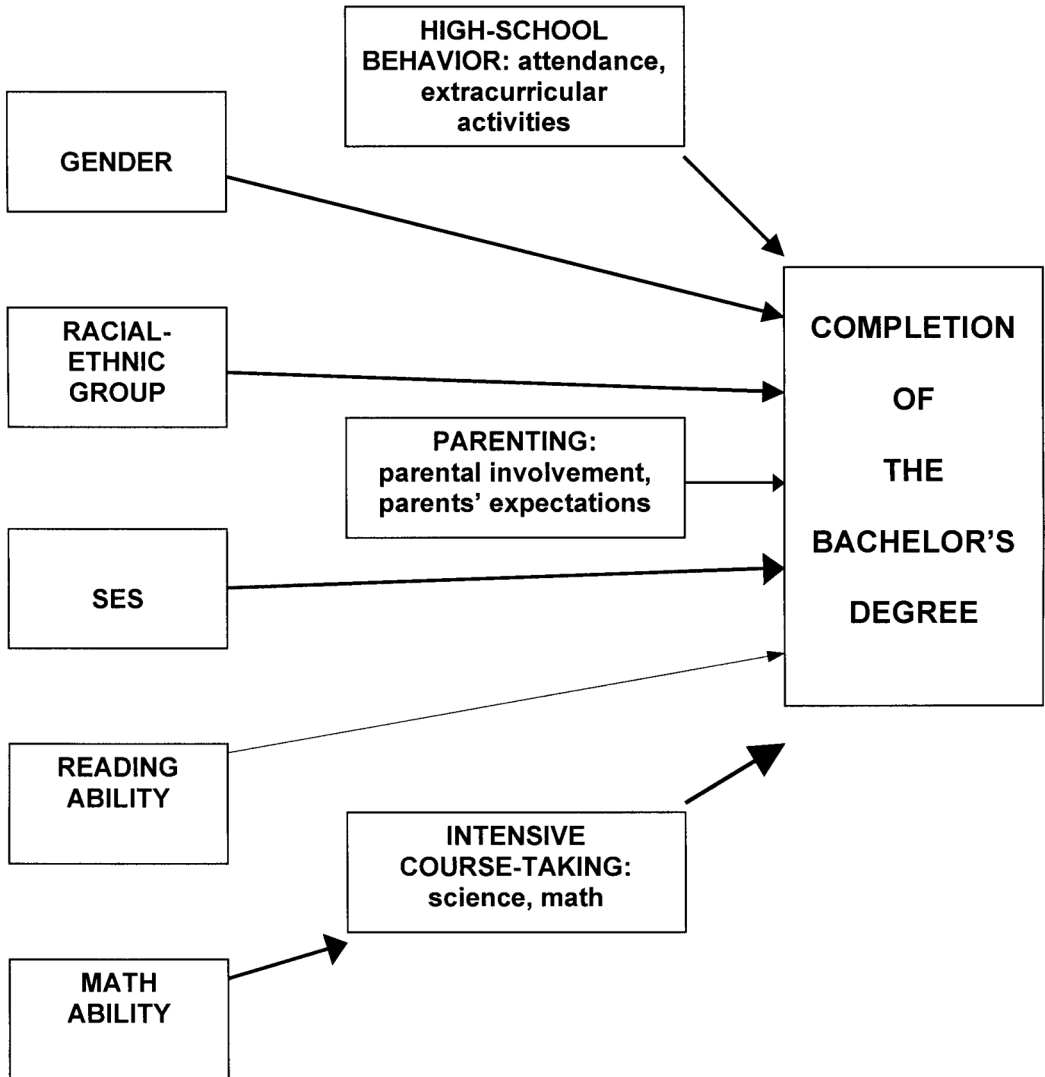 HIGH-SCHOOL
BEHAVIOR: attendance,
extracurricular
activities
GENDER
RACIAL-
ETHNIC
GROUP
PARENTING:
parental involvement,
parents' expectations
COMPLETION
OF
THE
BACHELOR'S
DEGREE
SES
READING
ABILITY
INTENSIVE
COURSE-TAKING:
science, math
MATH
ABILITY